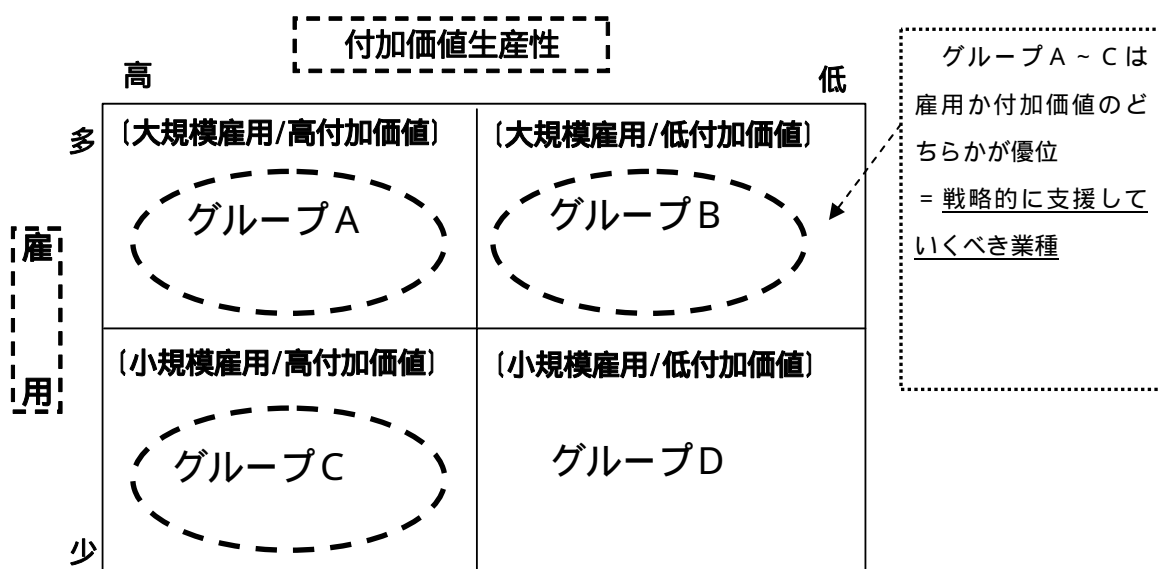 付加価値生産性
高
低
多
〔大規模雇用/高付加価値〕
〔大規模雇用/低付加価値〕
グループA
グループB
雇
用
〔小規模雇用/高付加価値〕
〔小規模雇用/低付加価値〕
グループC
グループD
少
グループA~Cは
雇用か付加価値のど
ちらかが優位
=戦略的に支援して
いくべき業種